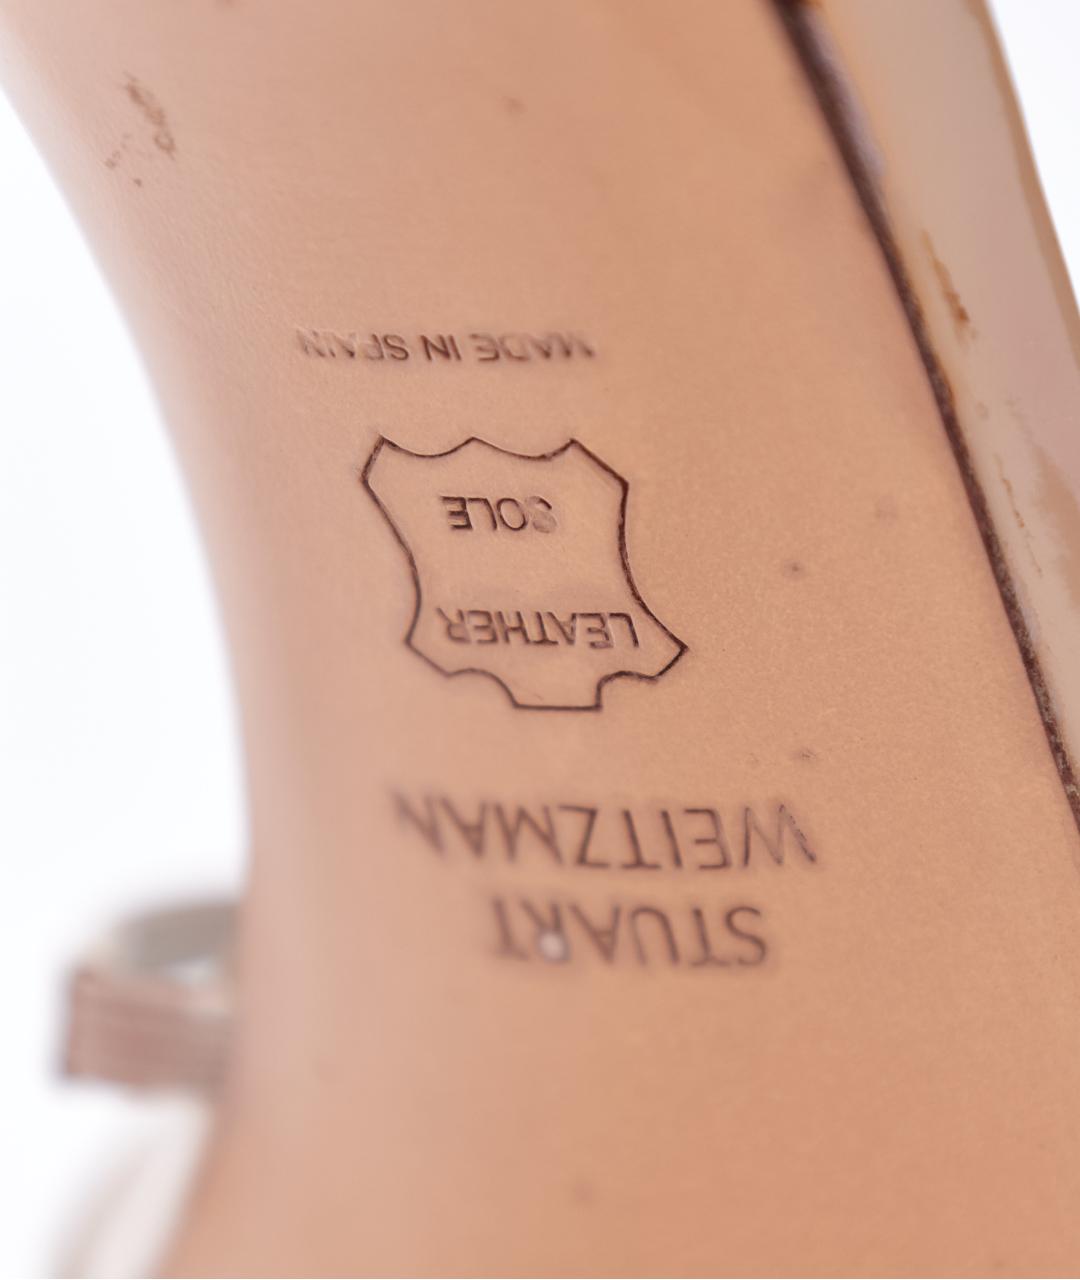 STUART
WEITZMAN
LEATHER
SOLE
MADE IN SPAIN